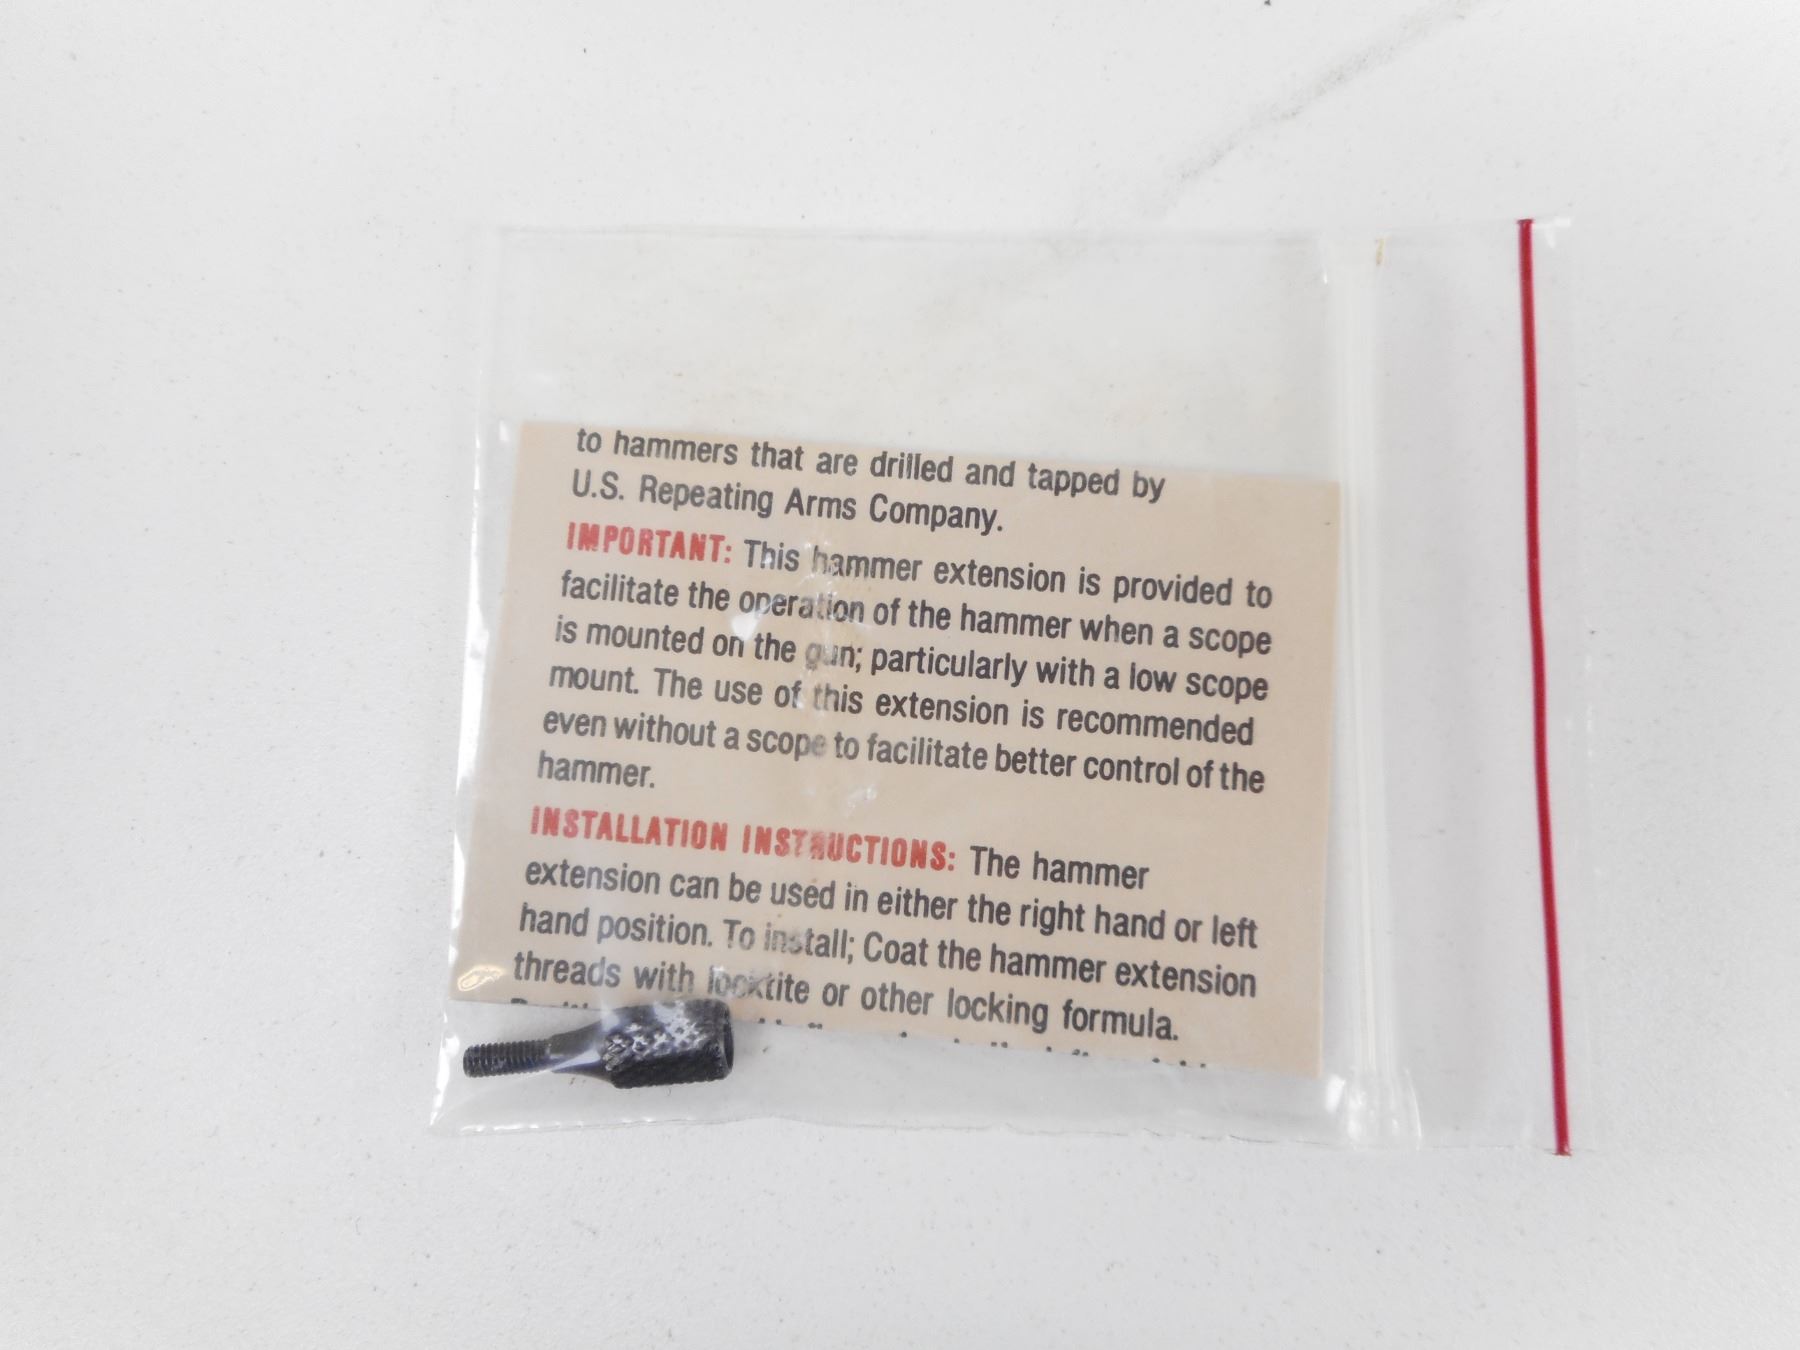 to hammers that are drilled and tapped by
U.S. Repeating Arms Company.
IMPORTANT: This hammer extension is provided to
facilitate the operation of the hammer when a scope
is mounted on the gun; particularly with a low scope
mount. The use of this extension is recommended
even without a scope to facilitate better control of the
hammer.
INSTALLATION INSTRUCTIONS: The hammer
extension can be used in either the right hand or left
hand position. To install; Coat the hammer extension
threads with locktite or other locking formula.